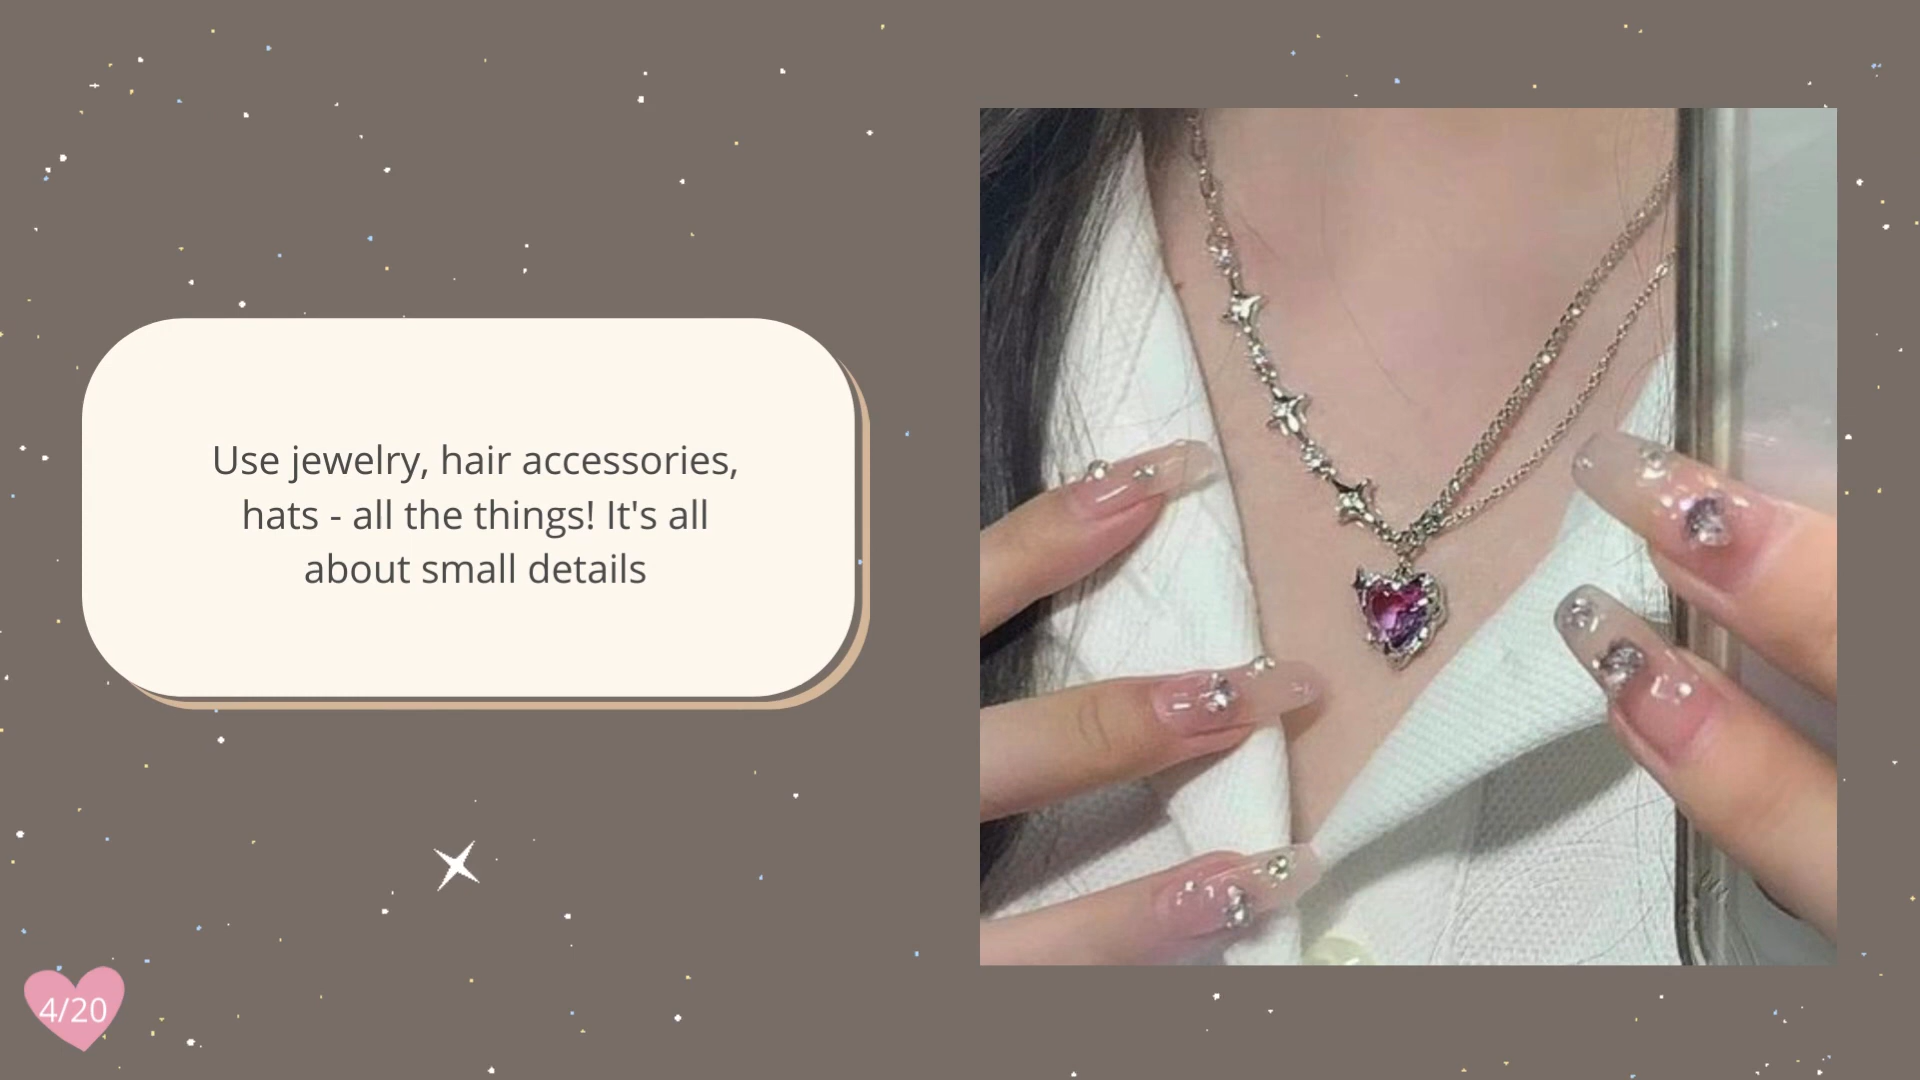 Use jewelry, hair accessories,
hats - all the things! It's all
about small details
4/20